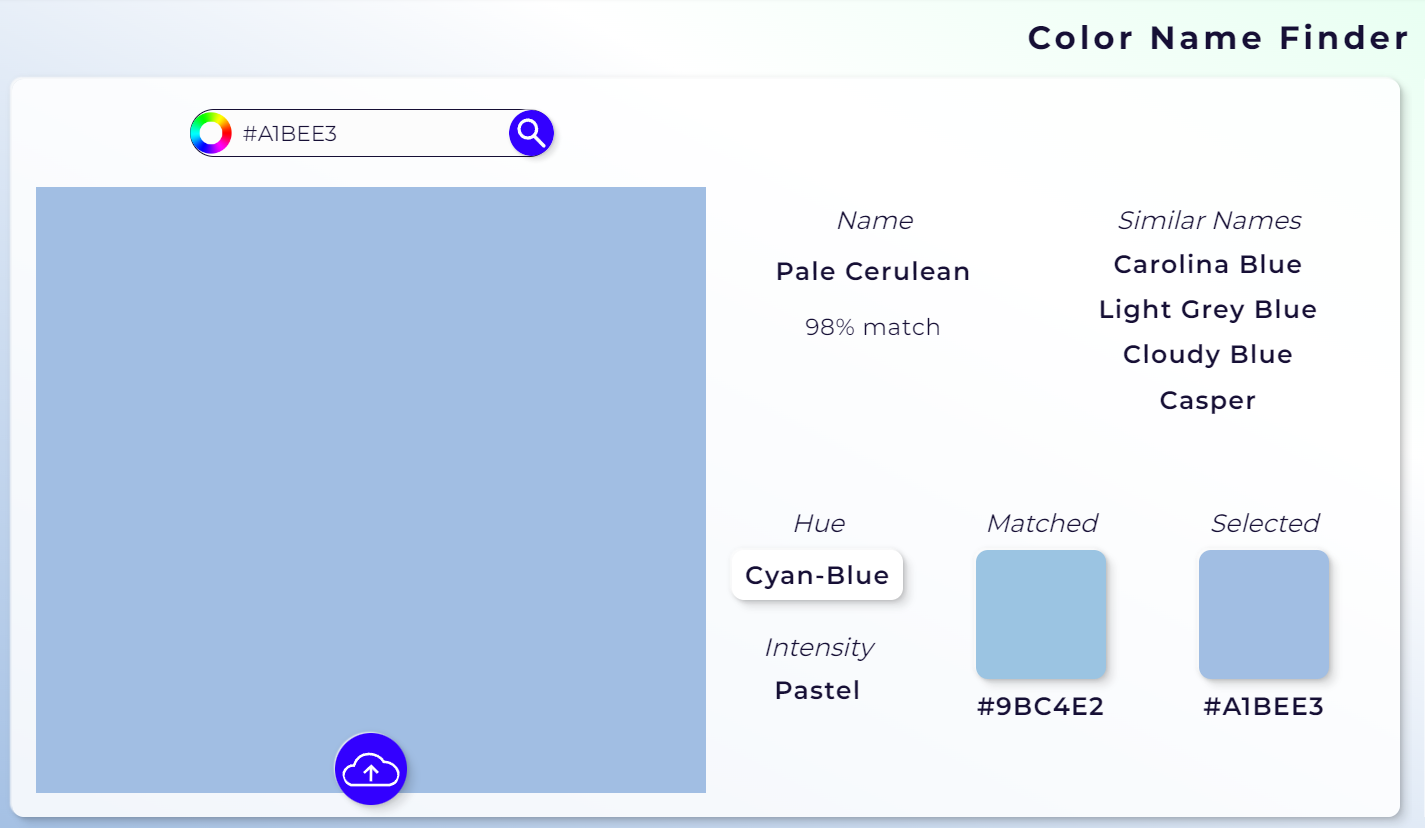 Color Name Finder
#A1BEE3
Name
Pale Cerulean
98% match
Similar Names
Carolina Blue
Light Grey Blue
Cloudy Blue
Casper
Hue
Cyan-Blue
Intensity
Pastel
Matched
#9BC4E2
Selected
#A1BEE3